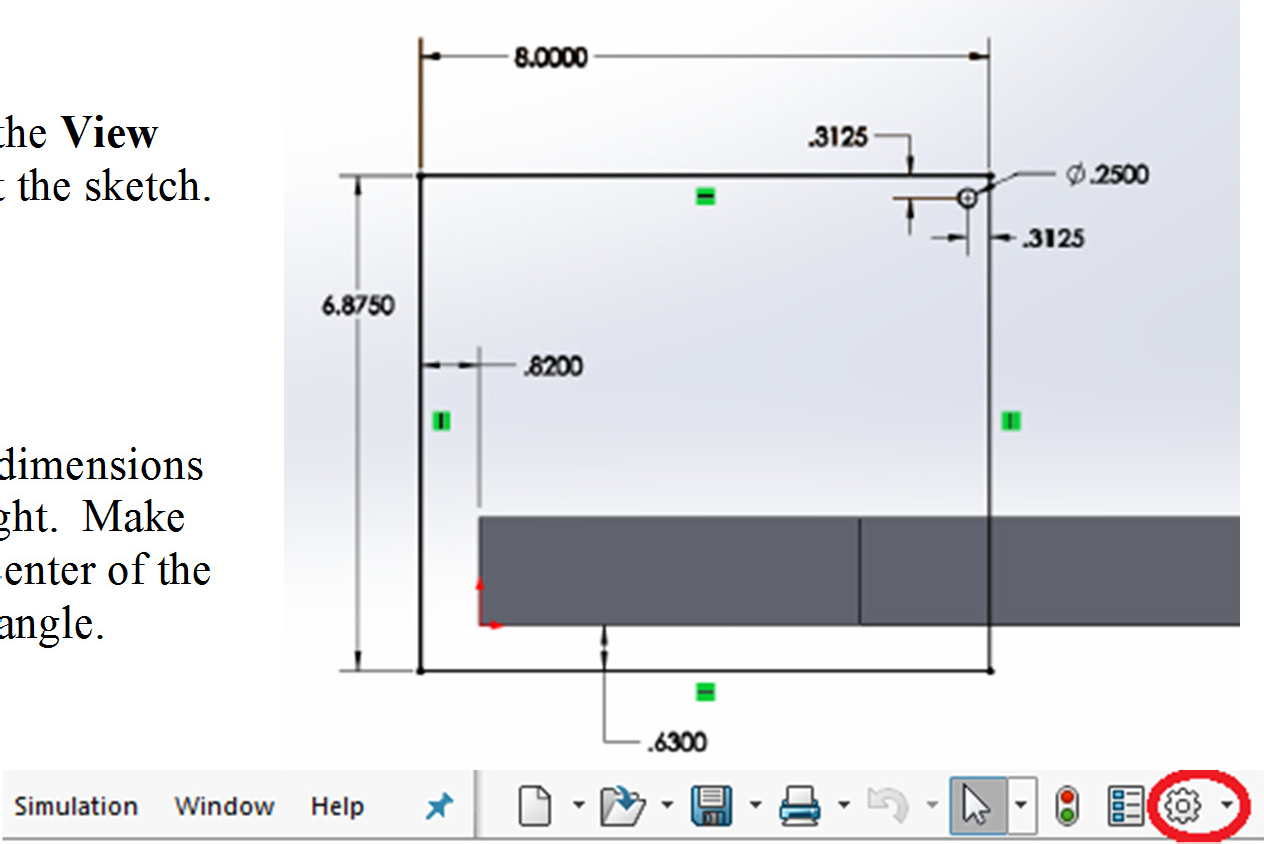 8.0000
the View
.3125
Ø.2500
t the sketch.
.3125
6.8750
.8200
dimensions
ght. Make
center of the
angle.
.6300
Simulation Window Help